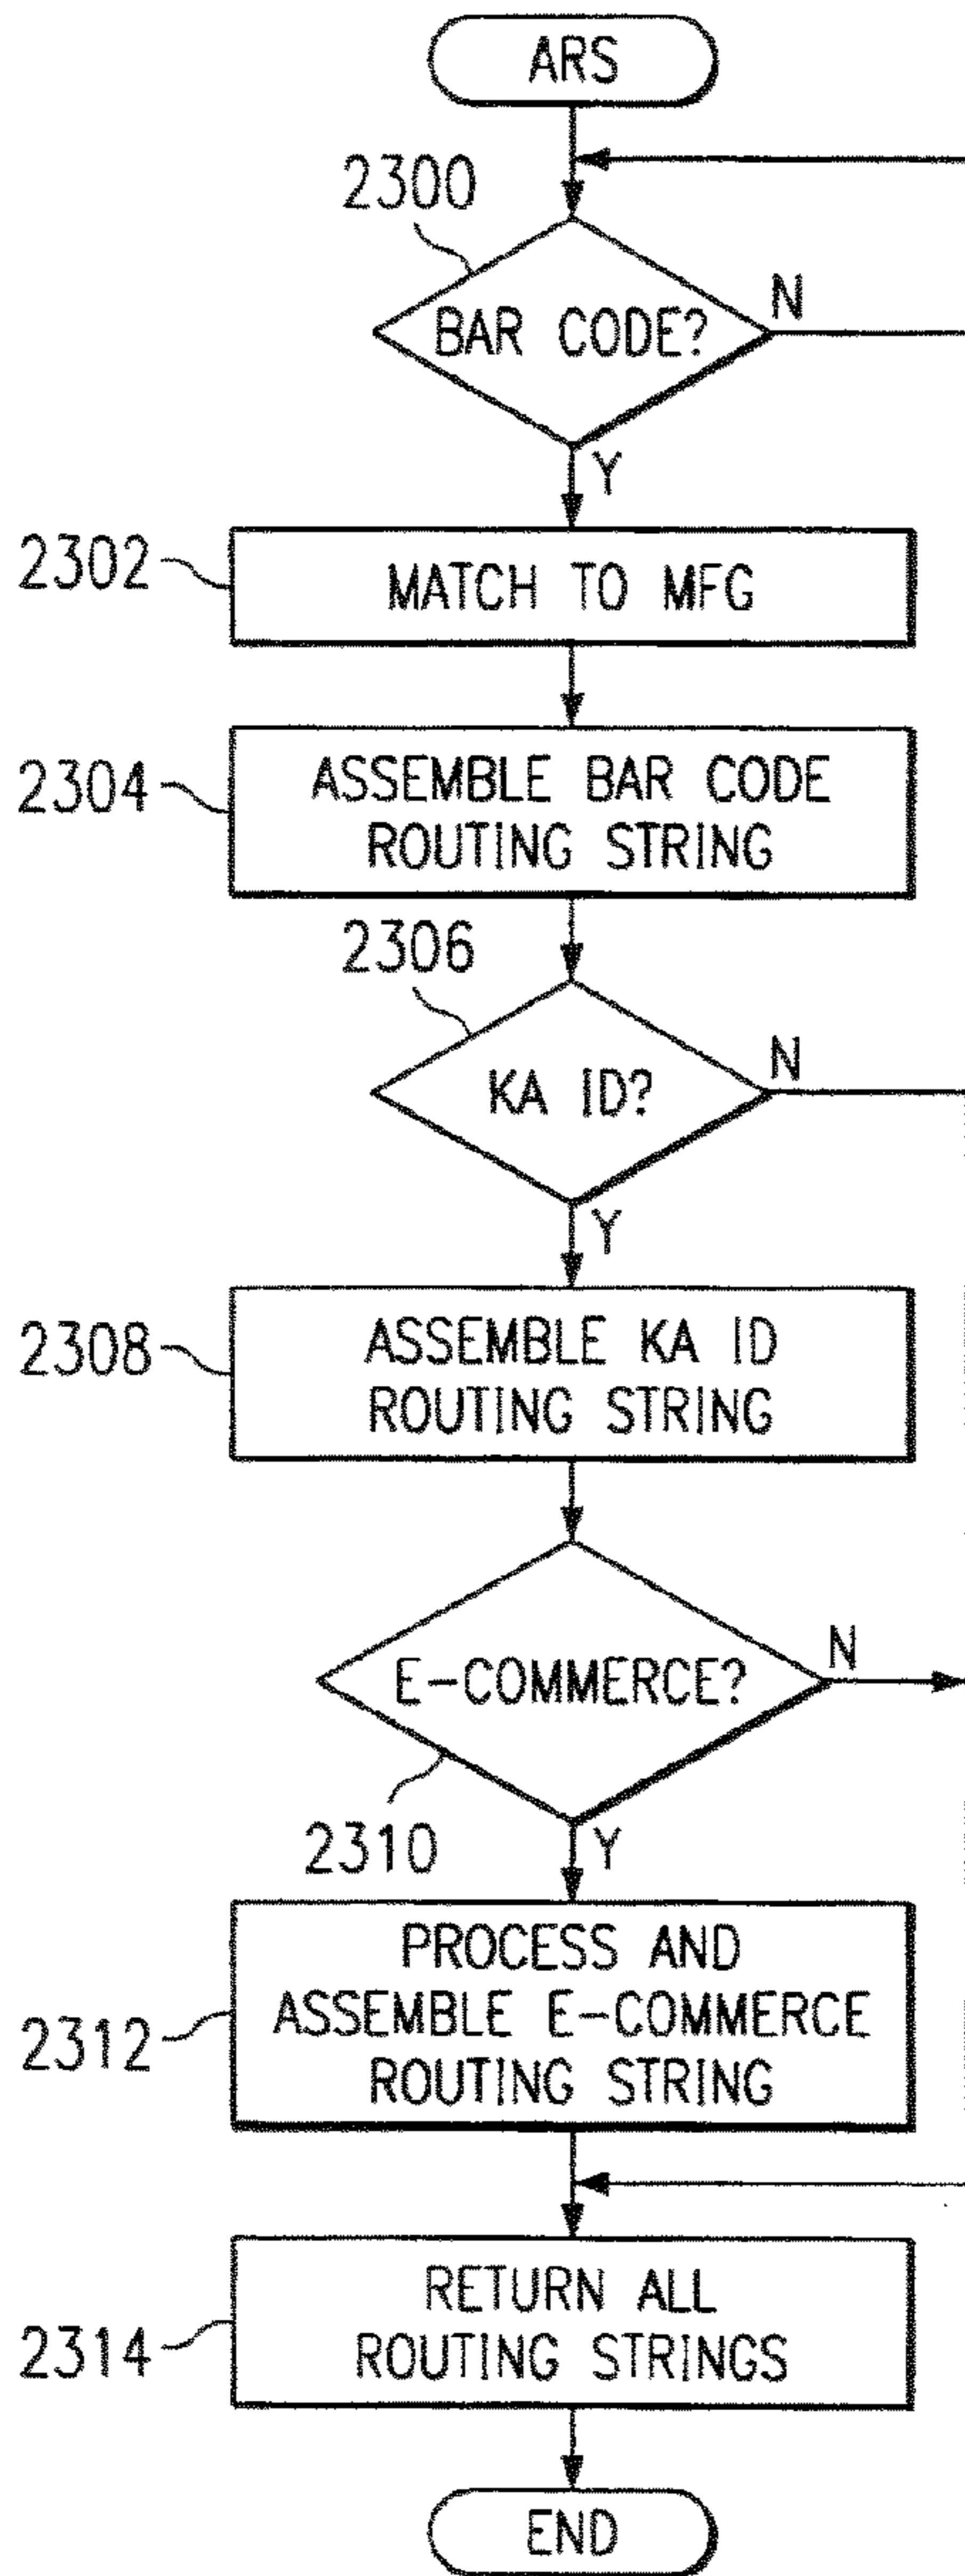 ARS
2300
BAR CODE?
N
Y
2302
MATCH TO MFG
2304
ASSEMBLE BAR CODE
ROUTING STRING
2306
KA ID?
N
Y
2308
ASSEMBLE KA ID
ROUTING STRING
E-COMMERCE?
N
2310
Y
2312
PROCESS AND
ASSEMBLE E-COMMERCE
ROUTING STRING
2314
RETURN ALL
ROUTING STRINGS
END